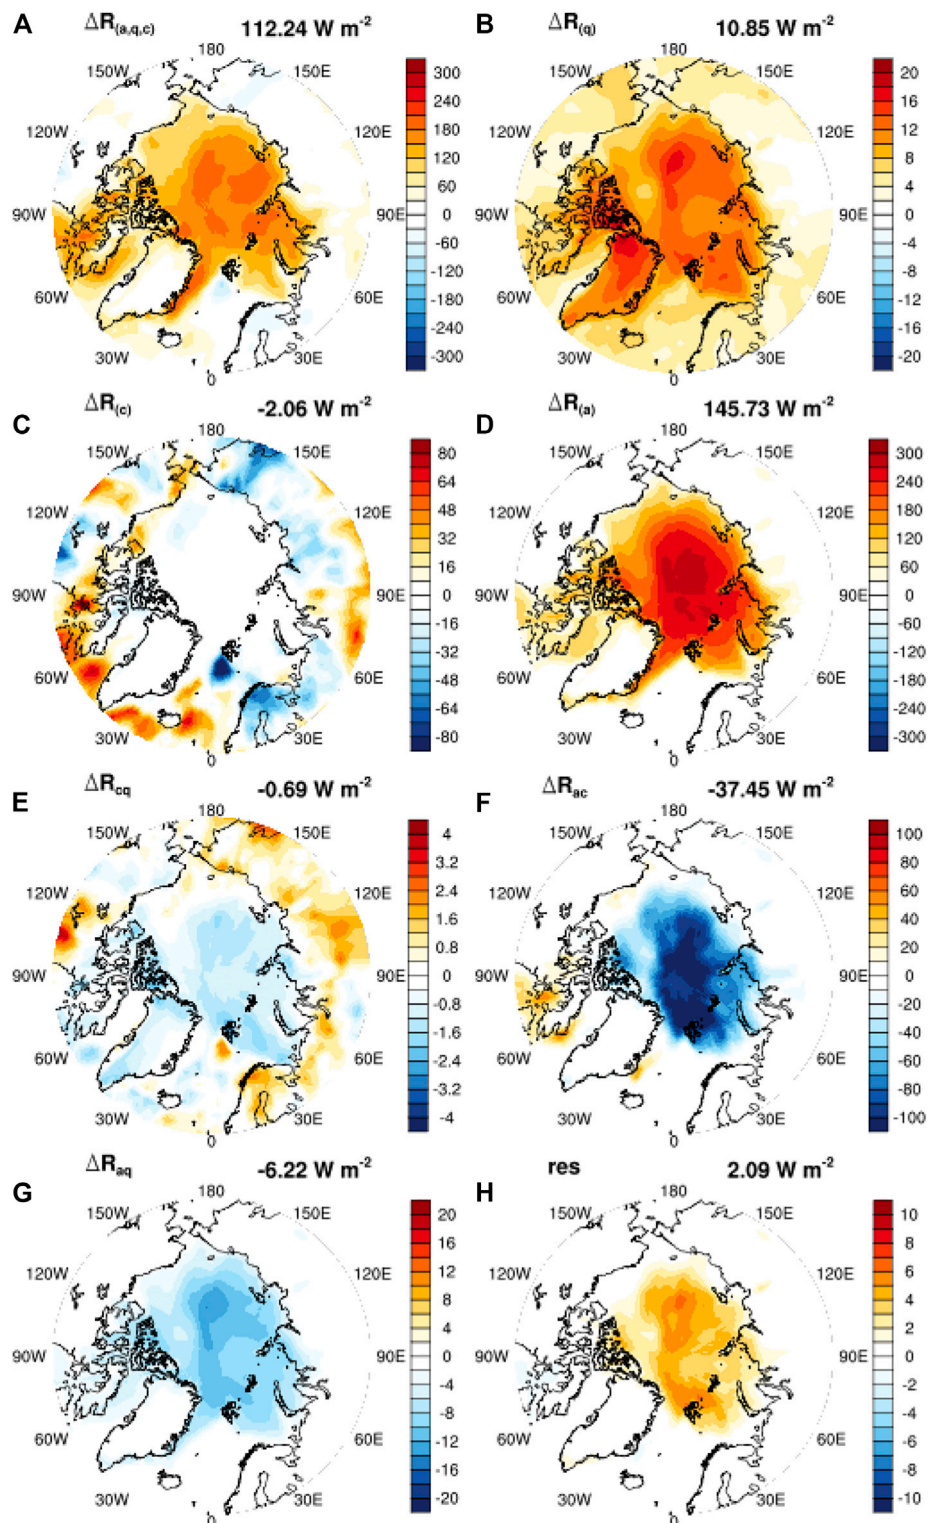 A ΔR(a,q,c) 112.24 W m-2
180
150W 150E
120W 120E
90W 90E
60W 60E
30W 30E
0
300
240
180
120
60
0
-60
-120
-180
-240
-300
B ΔR(q) 10.85 W m-2
180
150W 150E
120W 120E
90W 90E
60W 60E
30W 30E
0
20
16
12
8
4
0
-4
-8
-12
-16
-20
C ΔR(c) -2.06 W m-2
180
150W 150E
120W 120E
90W 90E
60W 60E
30W 30E
0
80
64
48
32
16
0
-16
-32
-48
-64
-80
D ΔR(a) 145.73 W m-2
180
150W 150E
120W 120E
90W 90E
60W 60E
30W 30E
0
300
240
180
120
60
0
-60
-120
-180
-240
-300
E ΔRcq -0.69 W m-2
180
150W 150E
120W 120E
90W 90E
60W 60E
30W 30E
0
4
3.2
2.4
1.6
0.8
0
-0.8
-1.6
-2.4
-3.2
-4
F ΔRac -37.45 W m-2
180
150W 150E
120W 120E
90W 90E
60W 60E
30W 30E
0
100
80
60
40
20
0
-20
-40
-60
-80
-100
G ΔRaq -6.22 W m-2
180
150W 150E
120W 120E
90W 90E
60W 60E
30W 30E
0
20
16
12
8
4
0
-4
-8
-12
-16
-20
H res 2.09 W m-2
180
150W 150E
120W 120E
90W 90E
60W 60E
30W 30E
0
10
8
6
4
2
0
-2
-4
-6
-8
-10